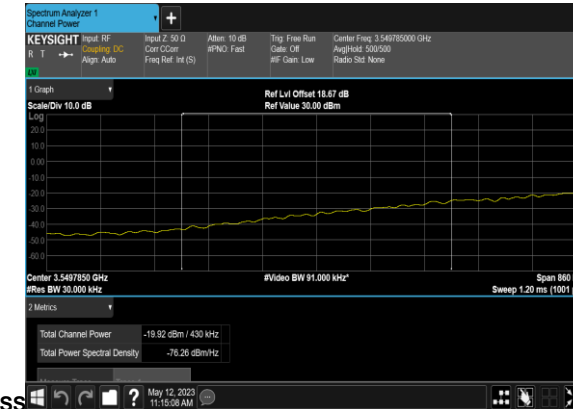 Spectrum Analyzer 1
Channel Power
+
KEYSIGHT
R T
Input: RF
Coupling: DC
Align: Auto
Input Z: 50 Ω
Corr CCorr
Freq Ref: Int (S)
Atten: 10 dB
#PNO: Fast
Trig: Free Run
Gate: Off
#IF Gain: Low
Center Freq: 3.549785000 GHz
Avg|Hold: 500/500
Radio Std: None
1 Graph
Scale/Div 10.0 dB
Ref Lvl Offset 18.67 dB
Ref Value 30.00 dBm
Log
20.0
10.0
0.00
-10.0
-20.0
-30.0
-40.0
-50.0
-60.0
Center 3.5497850 GHz
#Res BW 30.000 kHz
#Video BW 91.000 kHz*
Span 860
Sweep 1.20 ms (1001
2 Metrics
Total Channel Power -19.92 dBm / 430 kHz
Total Power Spectral Density -76.26 dBm/Hz
ss
?
May 12, 2023
11:15:08 AM